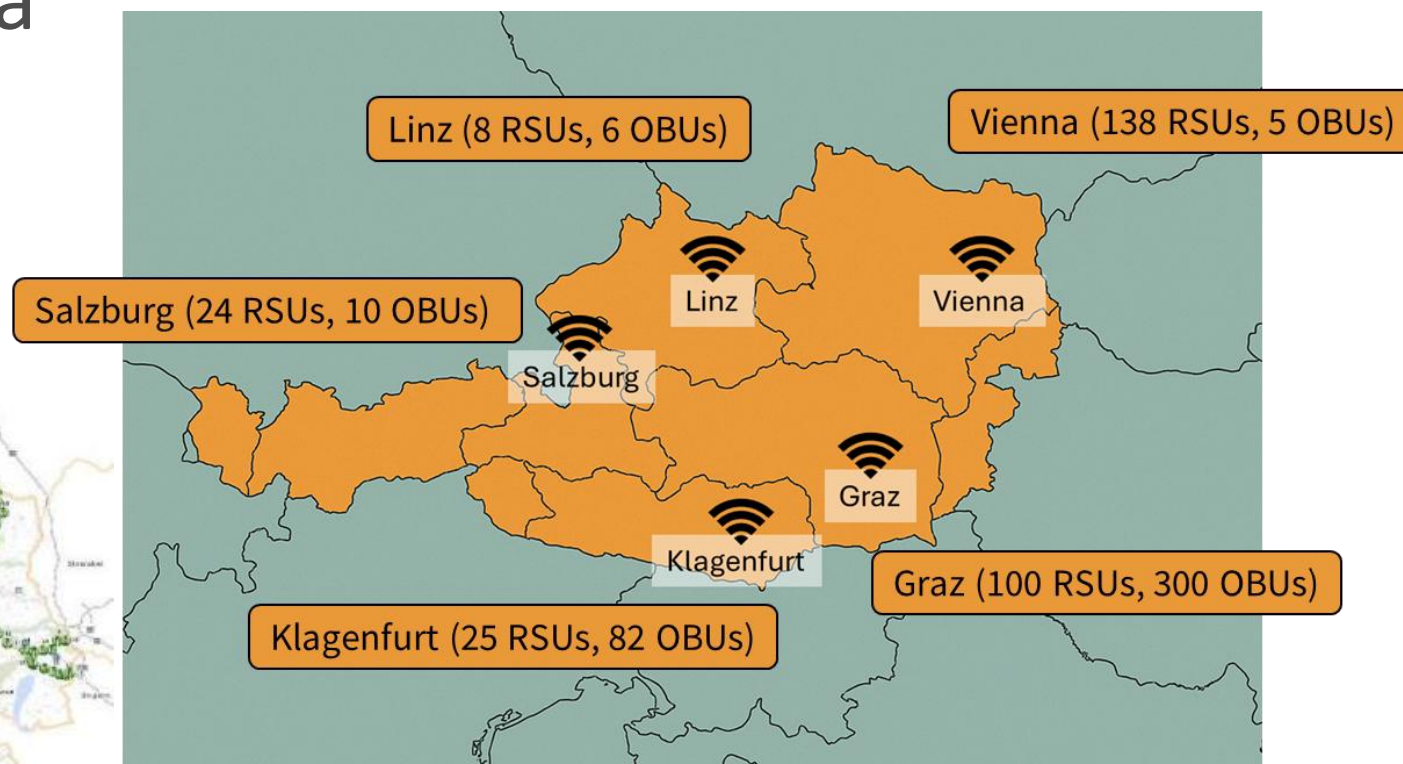 a
Linz (8 RSUs, 6 OBUs)
Vienna (138 RSUs, 5 OBUs)
Linz
Vienna
Salzburg (24 RSUs, 10 OBUs)
Salzburg
Graz
Klagenfurt
Graz (100 RSUs, 300 OBUs)
Klagenfurt (25 RSUs, 82 OBUs)